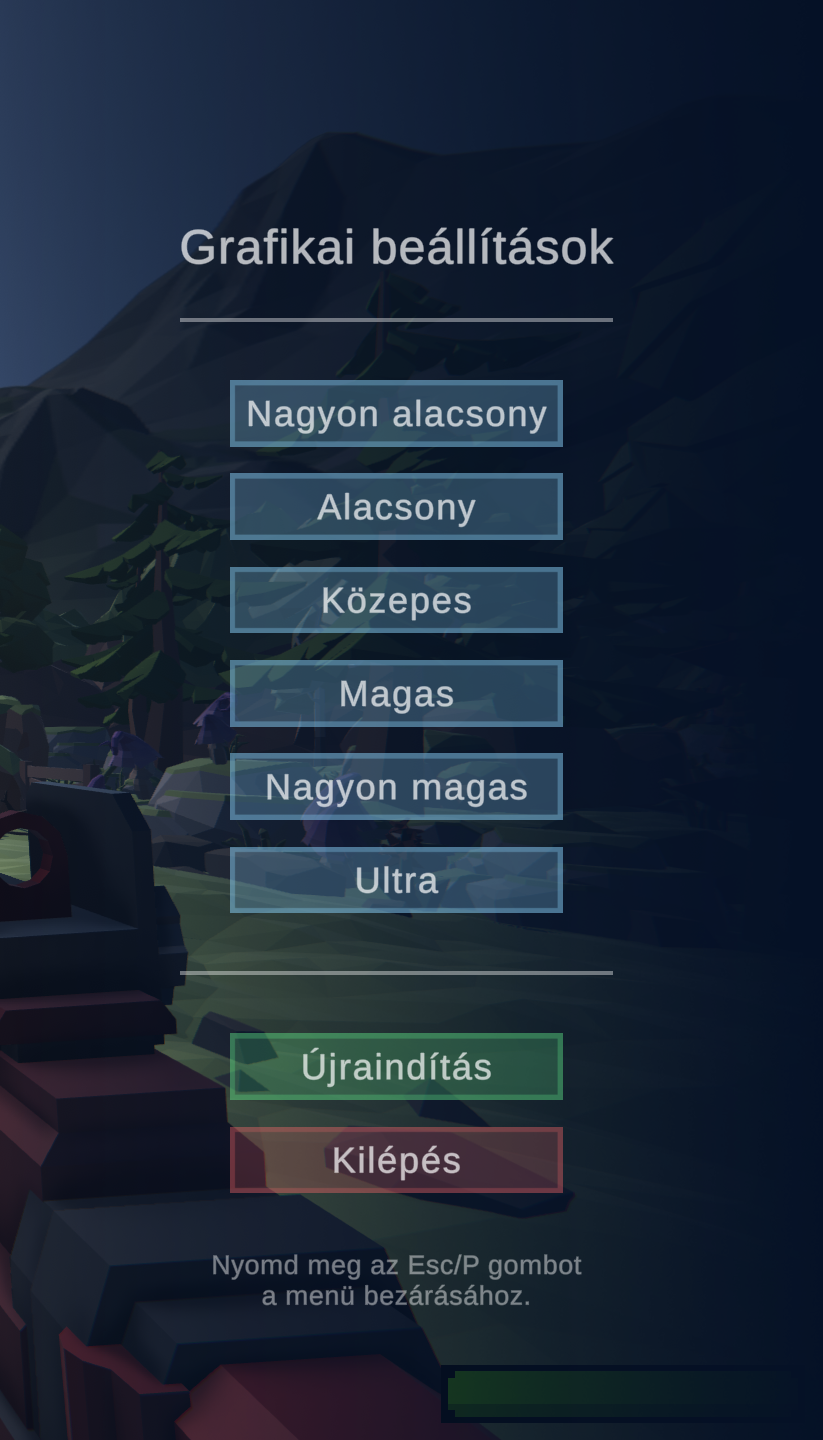 Grafikai beállítások
Nagyon alacsony
Alacsony
Közepes
Magas
Nagyon magas
Ultra
Újraindítás
Kilépés
Nyomd meg az Esc/P gombot
a menü bezárásához.